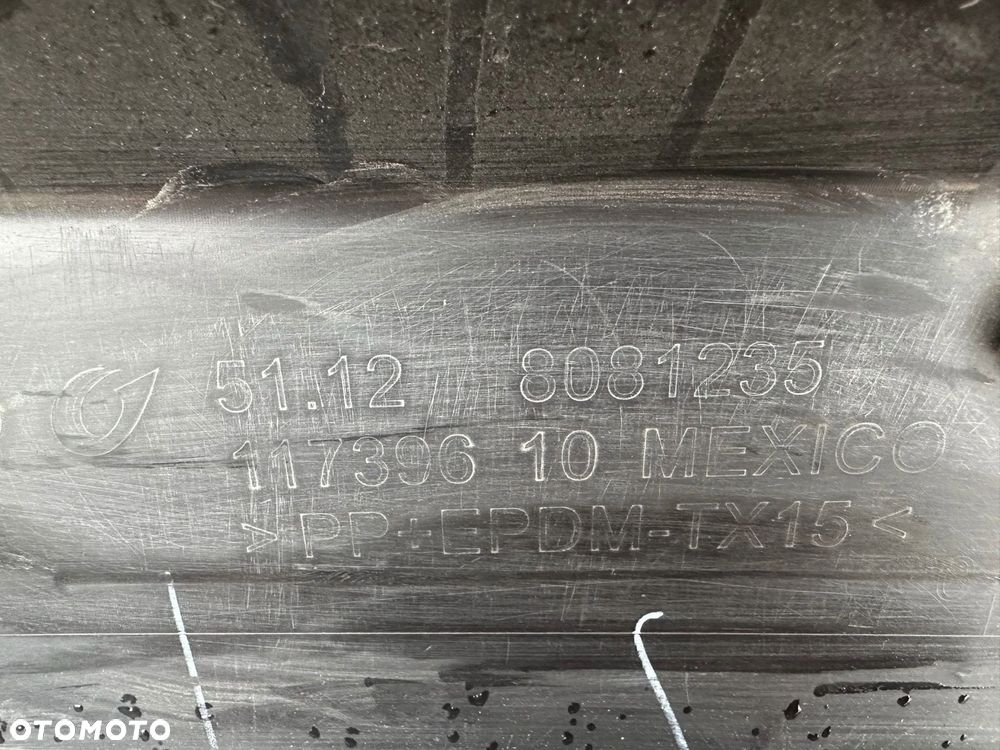 51.12 8081235
117396 10 MEXICO
>PP+EPDM-TX15<
OTOMOTO